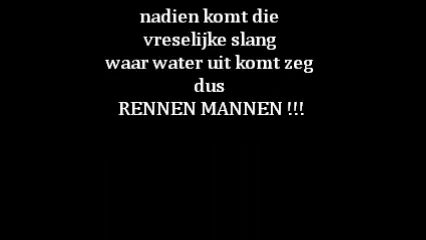 nadien komt die
vreselijke slang
waar water uit komt zeg
dus
RENNEN MANNEN !!!